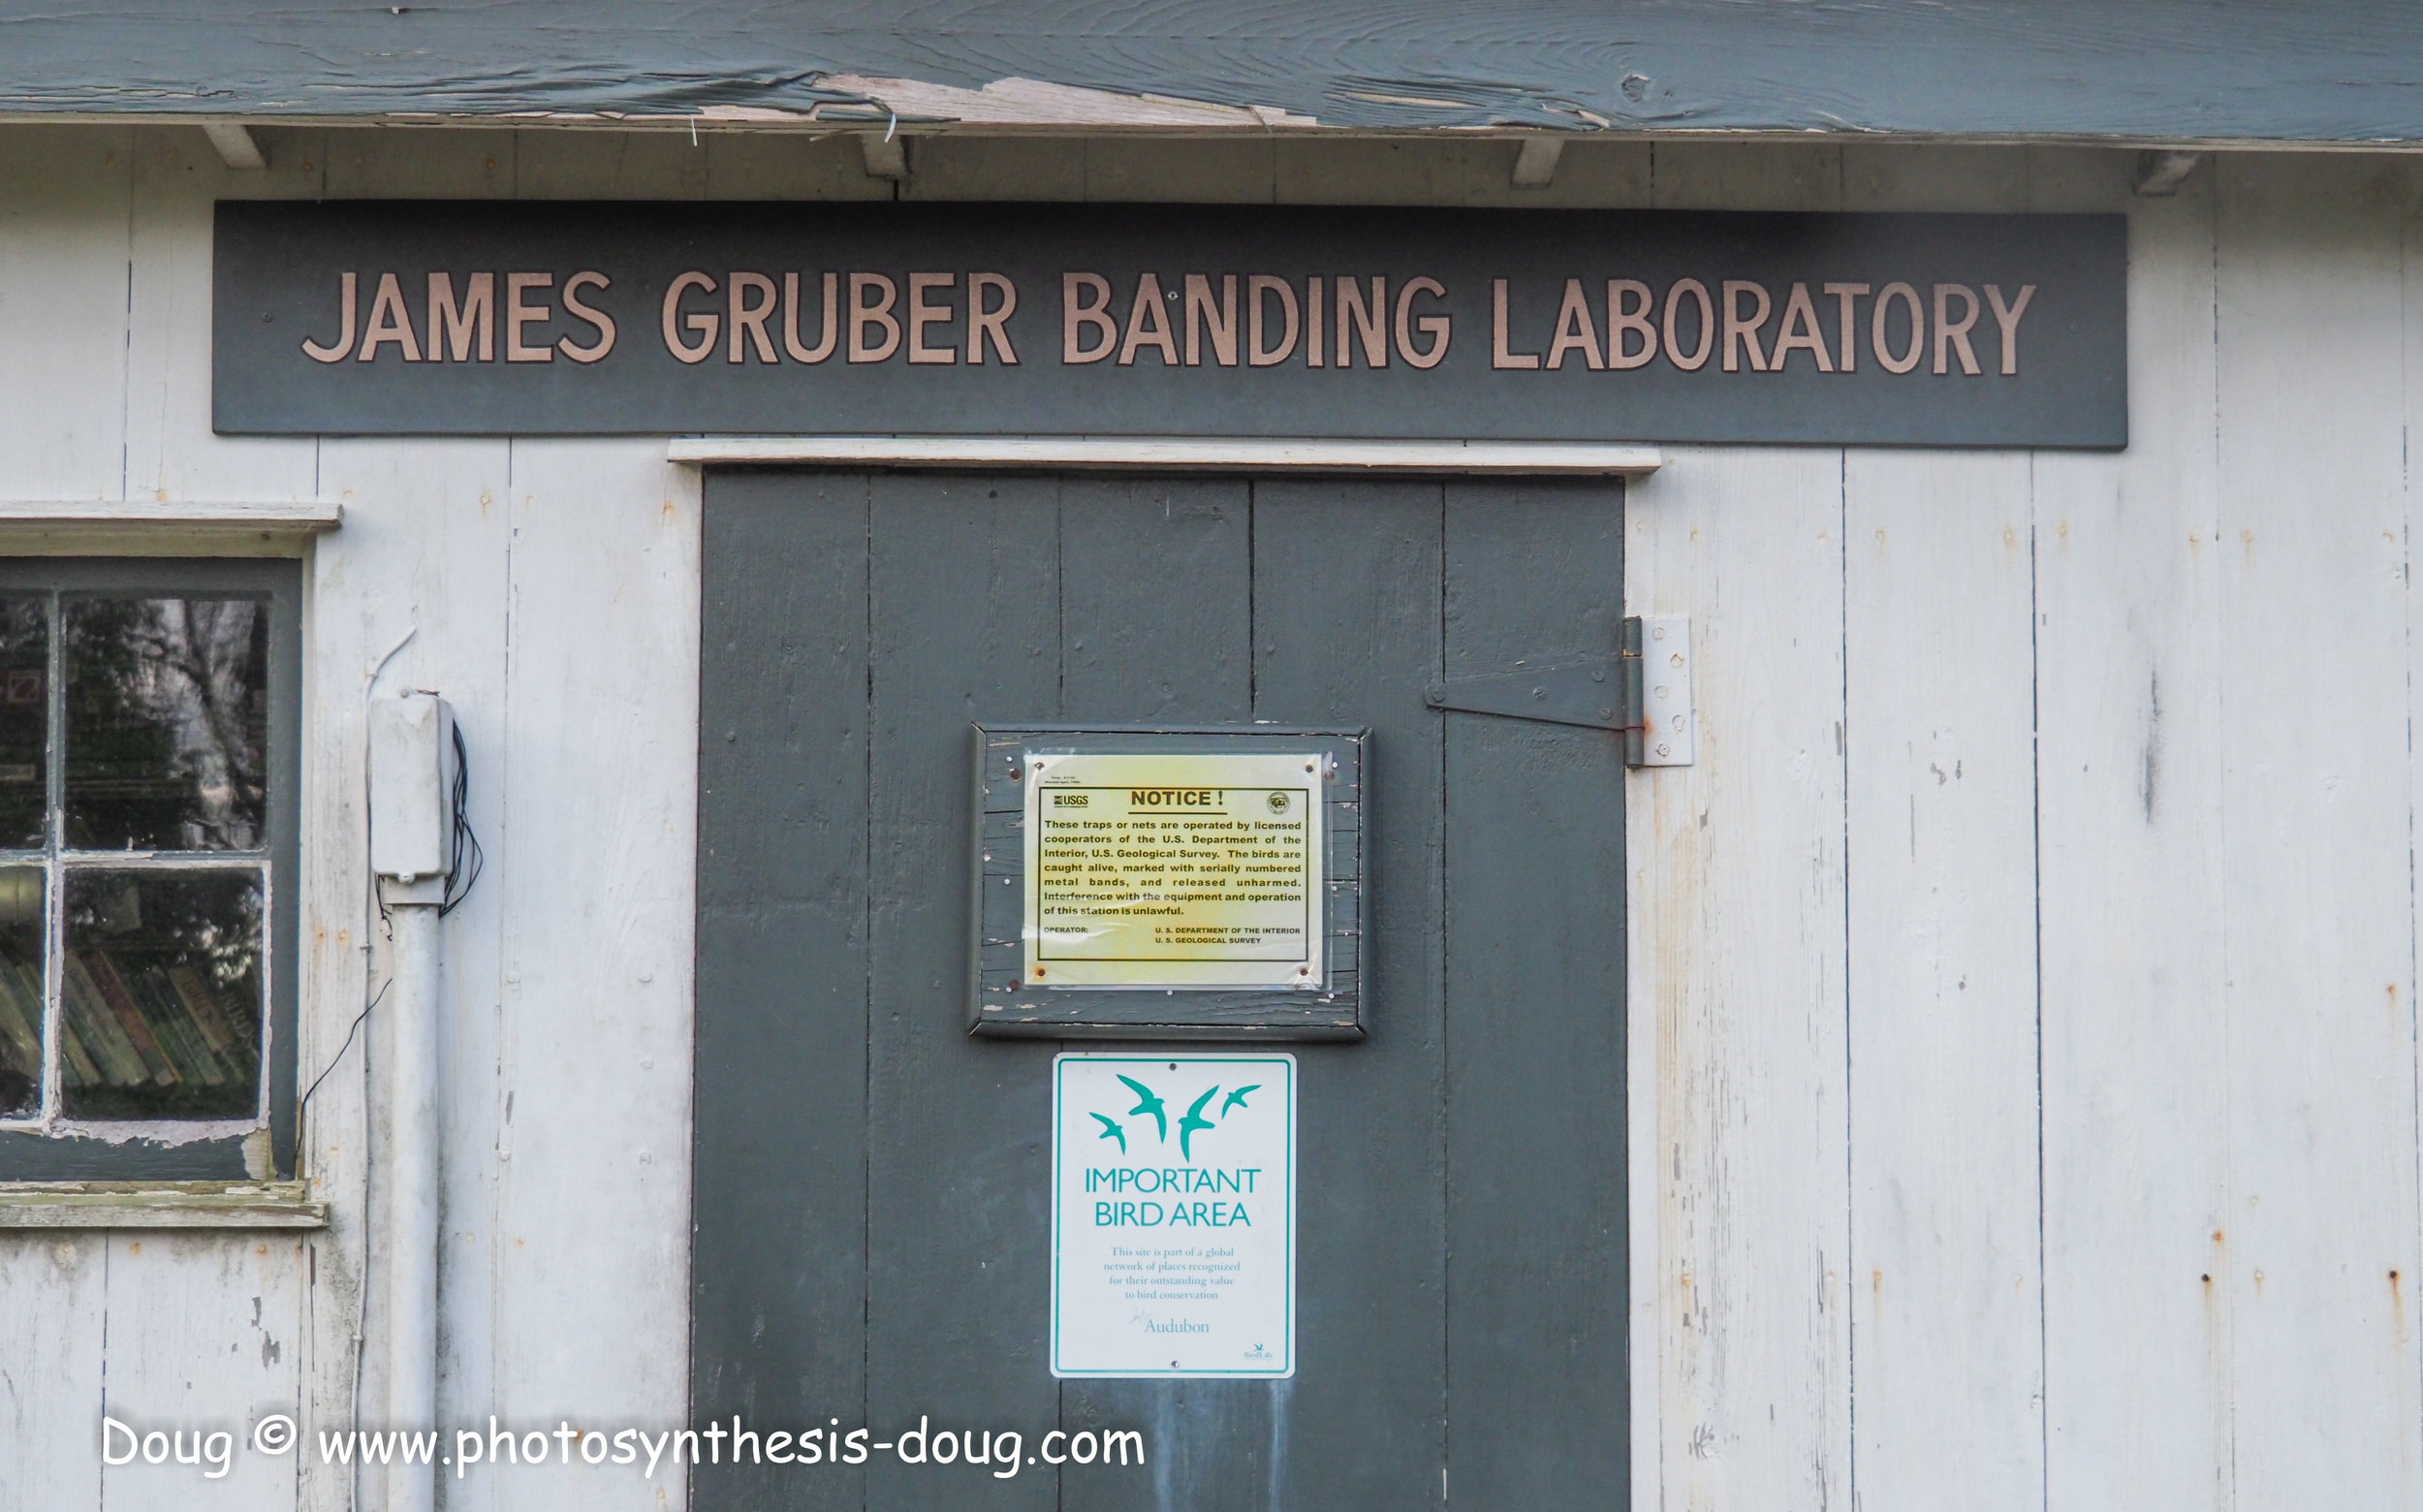 JAMES GRUBER BANDING LABORATORY
USGS
NOTICE!
These traps or nets are operated by licensed
cooperators of the U.S. Department of the
Interior, U.S. Geological Survey. The birds are
caught alive, marked with serially numbered
metal bands, and released unharmed.
Interference with the equipment and operation
of this station is unlawful.
OPERATOR:
U. S. DEPARTMENT OF THE INTERIOR
U. S. GEOLOGICAL SURVEY
IMPORTANT
BIRD AREA
This site is part of a global
network of places recognized
for their outstanding value
to bird conservation
Audubon
BirdLife
Doug © www.photosynthesis-doug.com